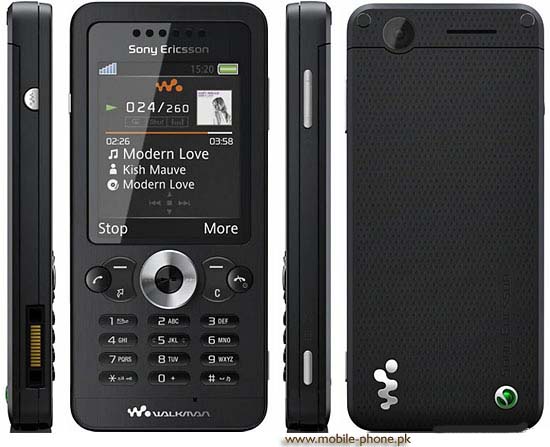 Sony Ericsson
15:20
024/260
02:26 03:58
Modern Love
Kish Mauve
Modern Love
Stop More
C
1 2 ABC 3 DEF
4 GHI 5 JKL 6 MNO
7 PQRS 8 TUV 9 WXYZ
* 0 + #
WALKMAN
www.mobile-phone.pk